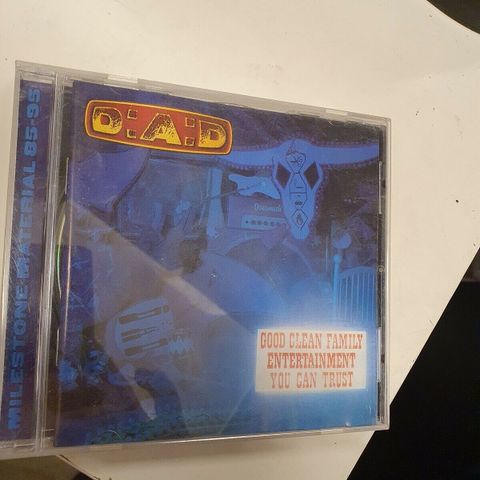 MILESTONE MATERIAL 85-95
D:A:D
GOOD CLEAN FAMILY
ENTERTAINMENT
YOU CAN TRUST